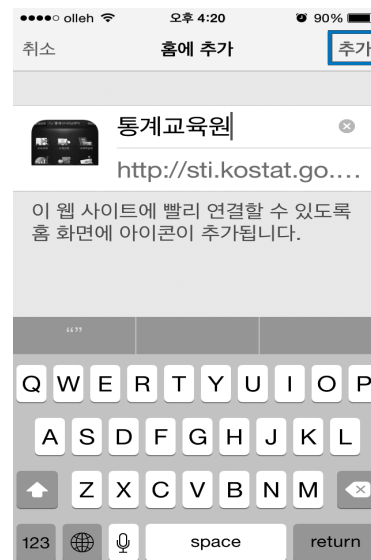 ●●●●○ olleh 오후 4:20 90%
취소 홈에 추가 추가
통계교육원
http://sti.kostat.go....
이 웹 사이트에 빨리 연결할 수 있도록
홈 화면에 아이콘이 추가됩니다.
“”
Q W E R T Y U I O P
A S D F G H J K L
Z X C V B N M
123 space return